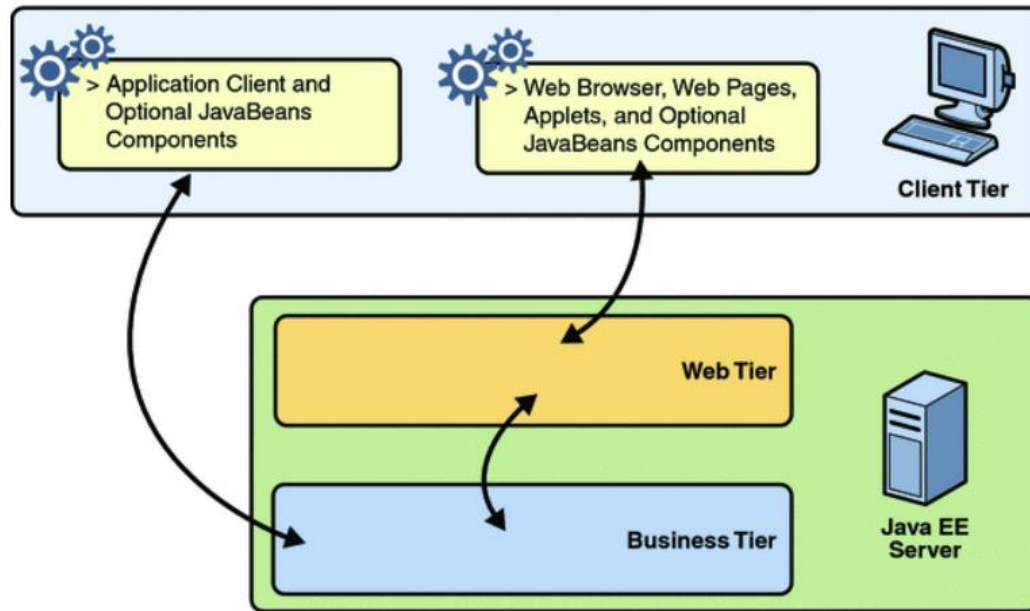 > Application Client and
Optional JavaBeans
Components
> Web Browser, Web Pages,
Applets, and Optional
JavaBeans Components
Client Tier
Web Tier
Business Tier
Java EE
Server